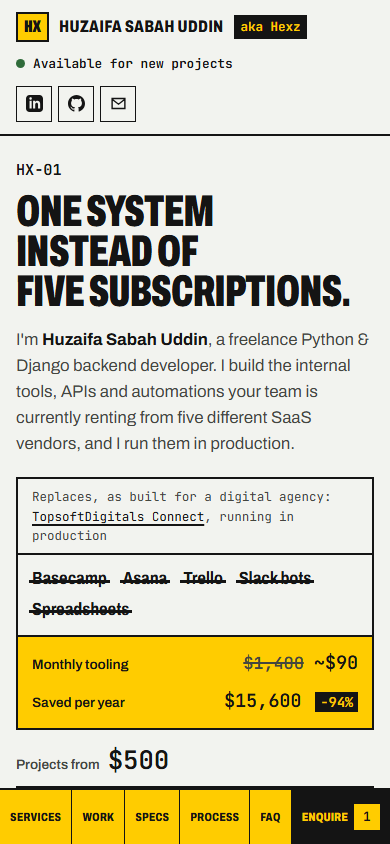 HX HUZAIFA SABAH UDDIN aka Hexz
Available for new projects
HX-01
ONE SYSTEM
INSTEAD OF
FIVE SUBSCRIPTIONS.
I'm Huzaifa Sabah Uddin, a freelance Python &
Django backend developer. I build the internal
tools, APIs and automations your team is
currently renting from five different SaaS
vendors, and I run them in production.
Replaces, as built for a digital agency:
TopsoftDigitals Connect, running in
production
Basecamp Asana Trello Slack bots
Spreadsheets
Monthly tooling $1,400 ~$90
Saved per year $15,600 -94%
Projects from $500
SERVICES WORK SPECS PROCESS FAQ ENQUIRE 1